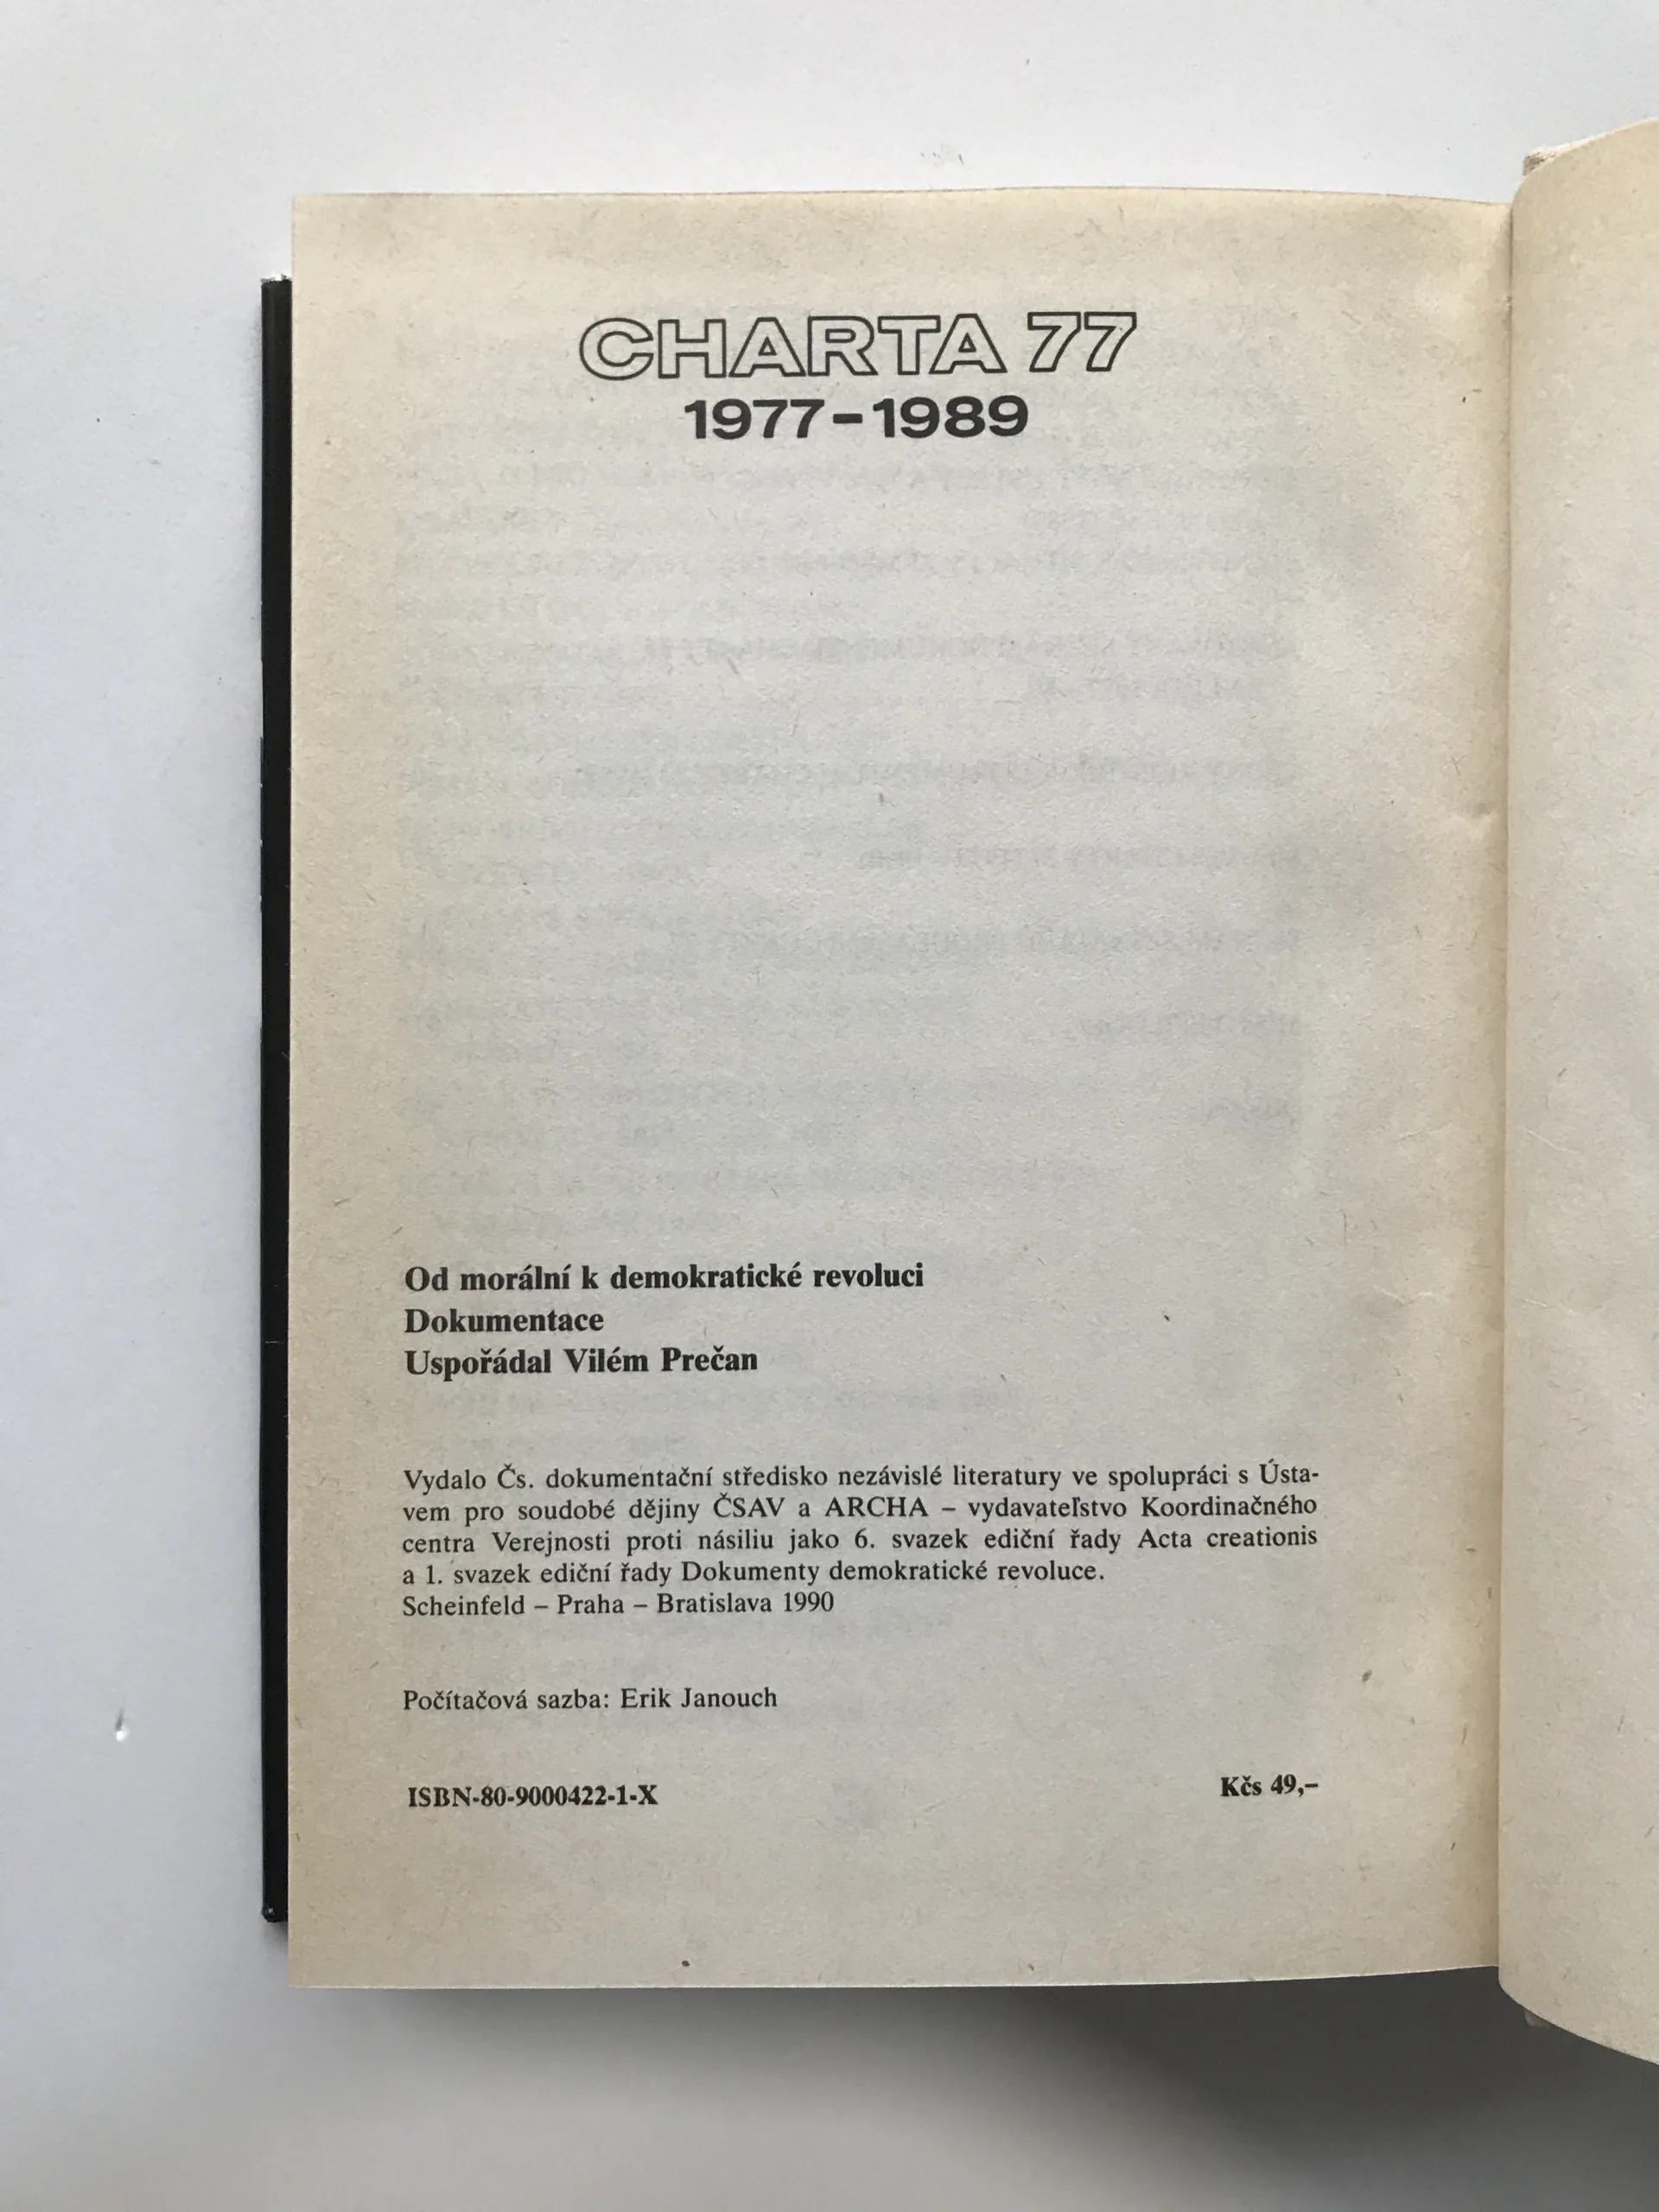 CHARTA 77
1977–1989
Od morální k demokratické revoluci
Dokumentace
Uspořádal Vilém Prečan
Vydalo Čs. dokumentační středisko nezávislé literatury ve spolupráci s Ústa-
vem pro soudobé dějiny ČSAV a ARCHA – vydavateľstvo Koordinačného
centra Verejnosti proti násiliu jako 6. svazek ediční řady Acta creationis
a 1. svazek ediční řady Dokumenty demokratické revoluce.
Scheinfeld – Praha – Bratislava 1990
Počítačová sazba: Erik Janouch
ISBN-80-9000422-1-X
Kčs 49,–